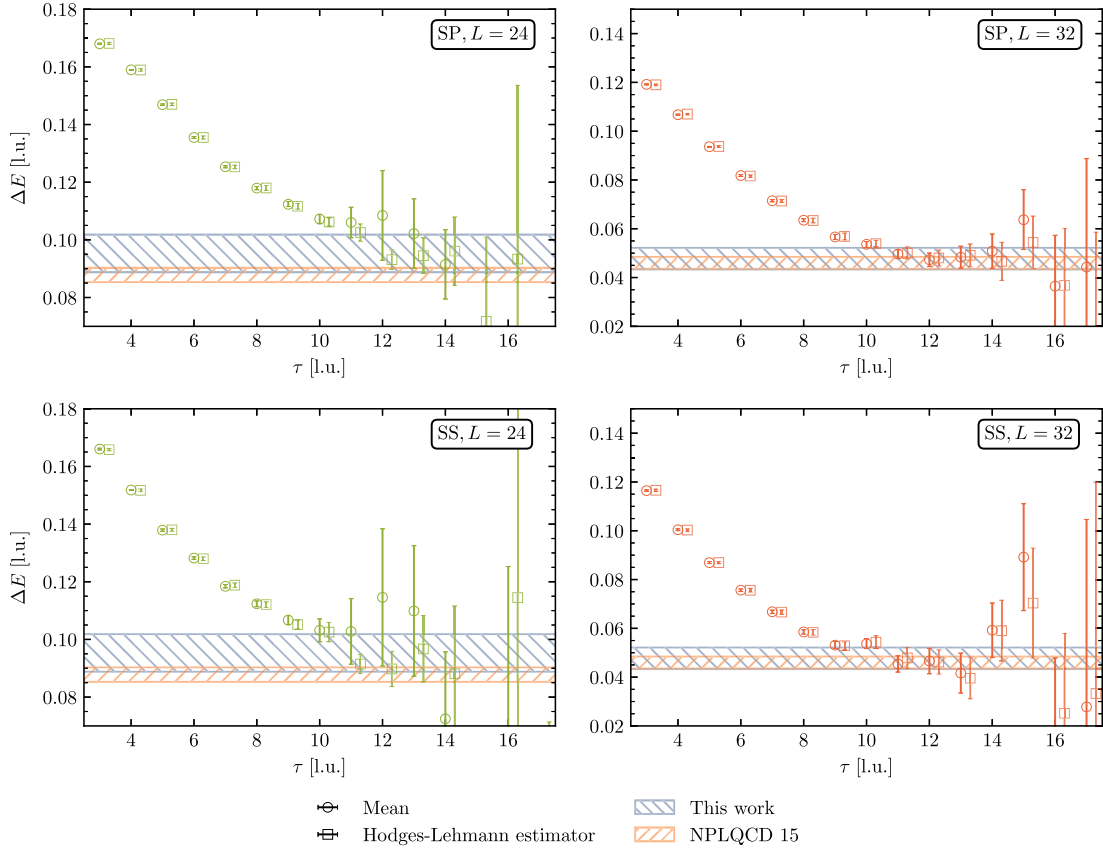 SP, L = 24
SP, L = 32
0.18
0.16
0.14
0.12
0.10
0.08
ΔE [l.u.]
4 6 8 10 12 14 16
τ [l.u.]
0.14
0.12
0.10
0.08
0.06
0.04
0.02
4 6 8 10 12 14 16
τ [l.u.]
SS, L = 24
SS, L = 32
0.18
0.16
0.14
0.12
0.10
0.08
ΔE [l.u.]
4 6 8 10 12 14 16
τ [l.u.]
0.14
0.12
0.10
0.08
0.06
0.04
0.02
4 6 8 10 12 14 16
τ [l.u.]
Mean
Hodges-Lehmann estimator
This work
NPLQCD 15